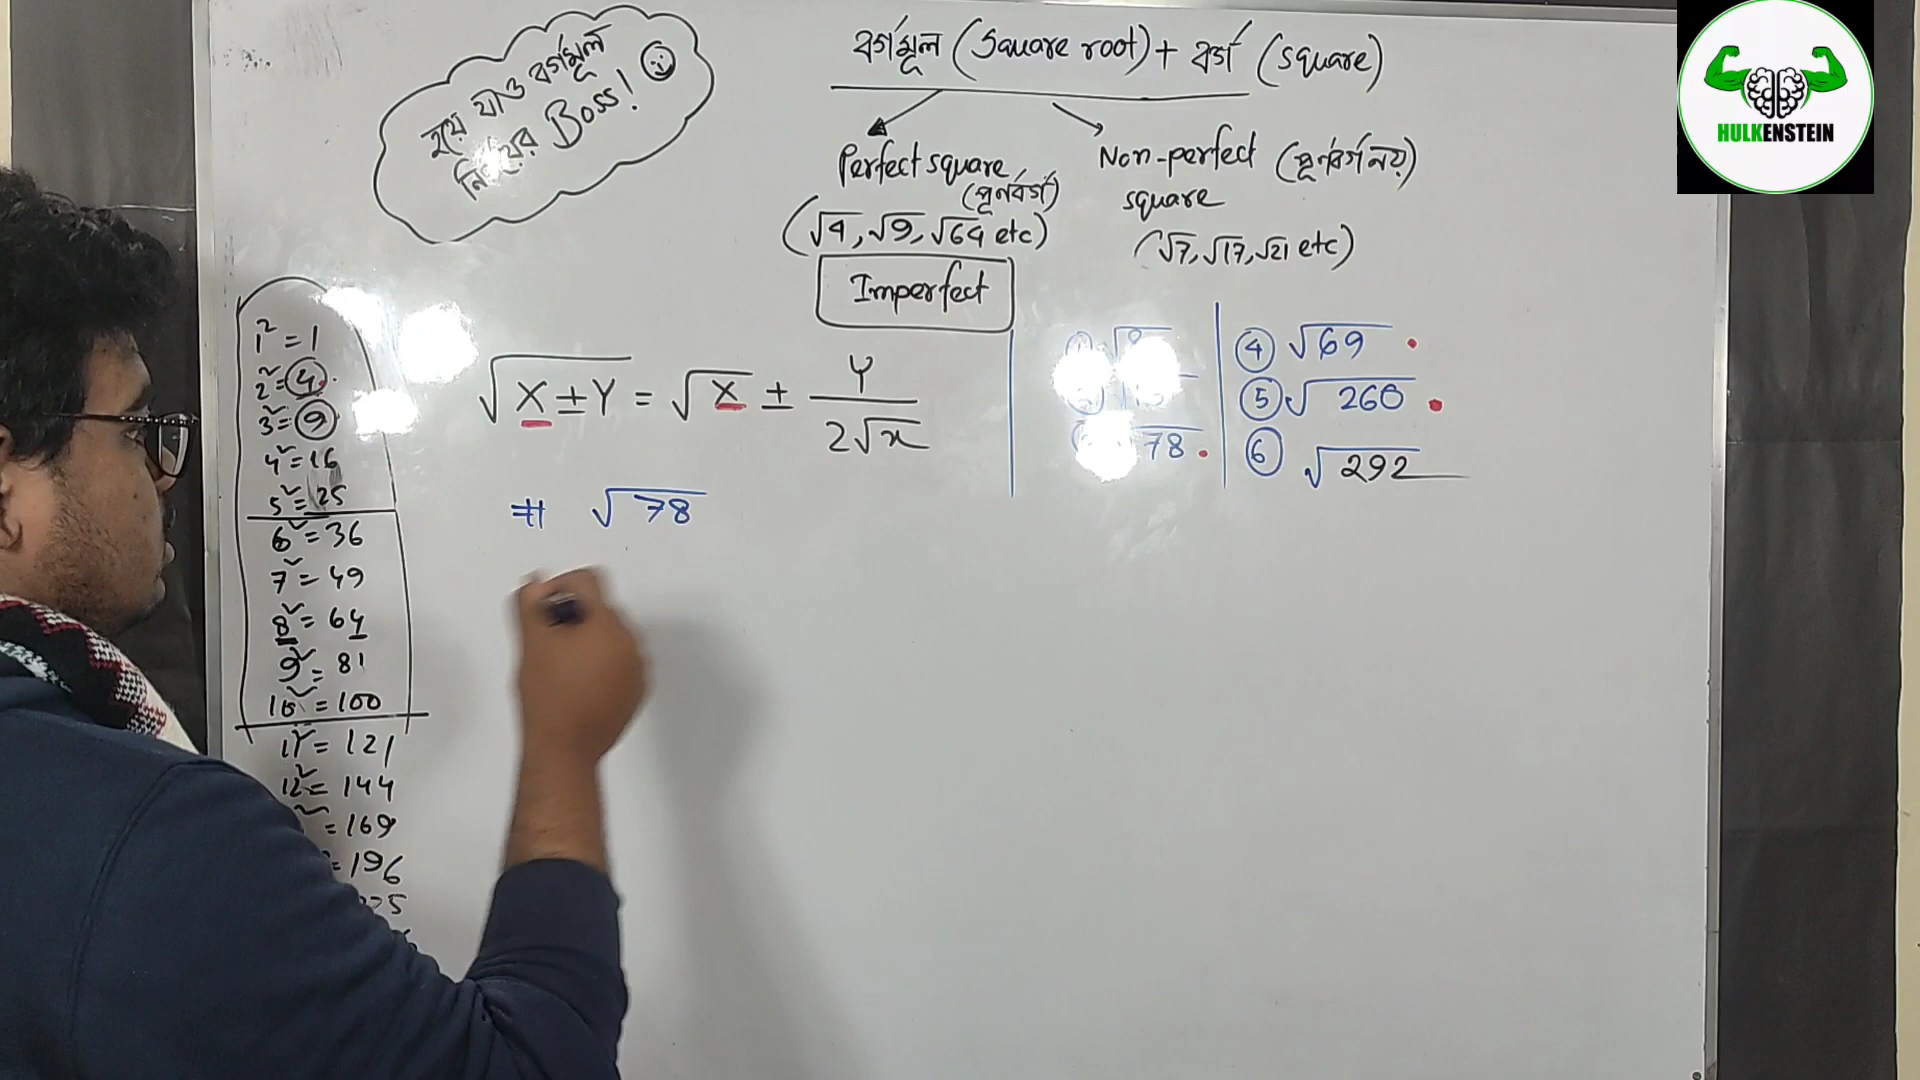 হয়ে যাও বর্গমূল
Boss!
বর্গমূল (Square root) + বর্গ (square)
Perfect square
(পূর্নবর্গ)
(√4, √9, √64 etc)
Non-perfect (পূর্নবর্গ নয়)
square
(√7, √17, √21 etc)
Imperfect
HULKENSTEIN
1² = 1
2² = 4
3² = 9
4² = 16
5² = 25
6² = 36
7² = 49
8² = 64
9² = 81
10² = 100
11² = 121
12² = 144
= 169
= 196
√X ± Y = √X ± Y / 2√x
78
④ √69
⑤ √260
⑥ √292
# √78